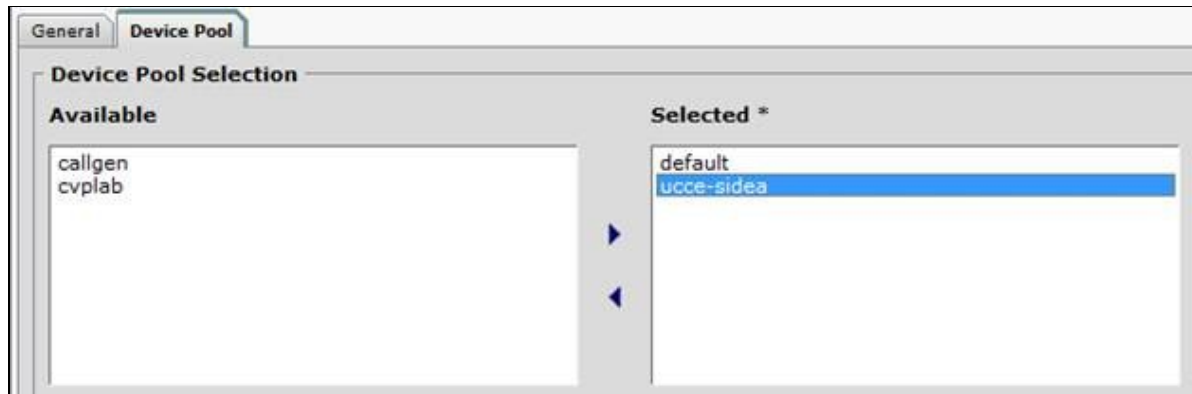 General Device Pool
Device Pool Selection
Available Selected *
callgen default
cvplab ucce-sidea